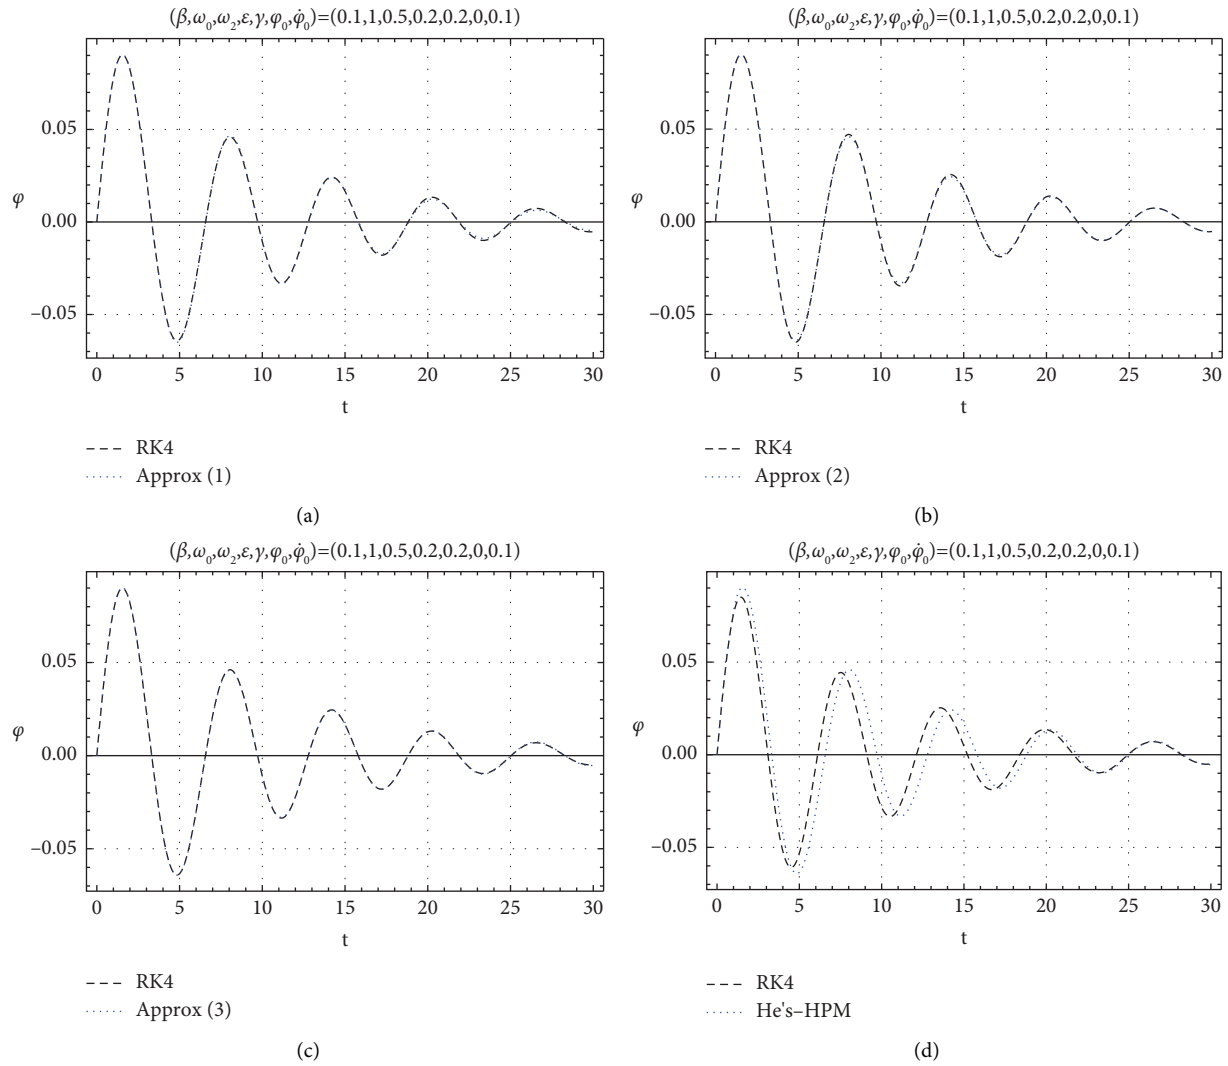 (β,ω₀,ω₂,ε,γ,φ₀,φ̇₀)=(0.1,1,0.5,0.2,0.2,0,0.1)
0.05
0.00
−0.05
φ
0 5 10 15 20 25 30
t
RK4
Approx (1)
(a)
(β,ω₀,ω₂,ε,γ,φ₀,φ̇₀)=(0.1,1,0.5,0.2,0.2,0,0.1)
0.05
0.00
−0.05
φ
0 5 10 15 20 25 30
t
RK4
Approx (2)
(b)
(β,ω₀,ω₂,ε,γ,φ₀,φ̇₀)=(0.1,1,0.5,0.2,0.2,0,0.1)
0.05
0.00
−0.05
φ
0 5 10 15 20 25 30
t
RK4
Approx (3)
(c)
(β,ω₀,ω₂,ε,γ,φ₀,φ̇₀)=(0.1,1,0.5,0.2,0.2,0,0.1)
0.05
0.00
−0.05
φ
0 5 10 15 20 25 30
t
RK4
He's–HPM
(d)